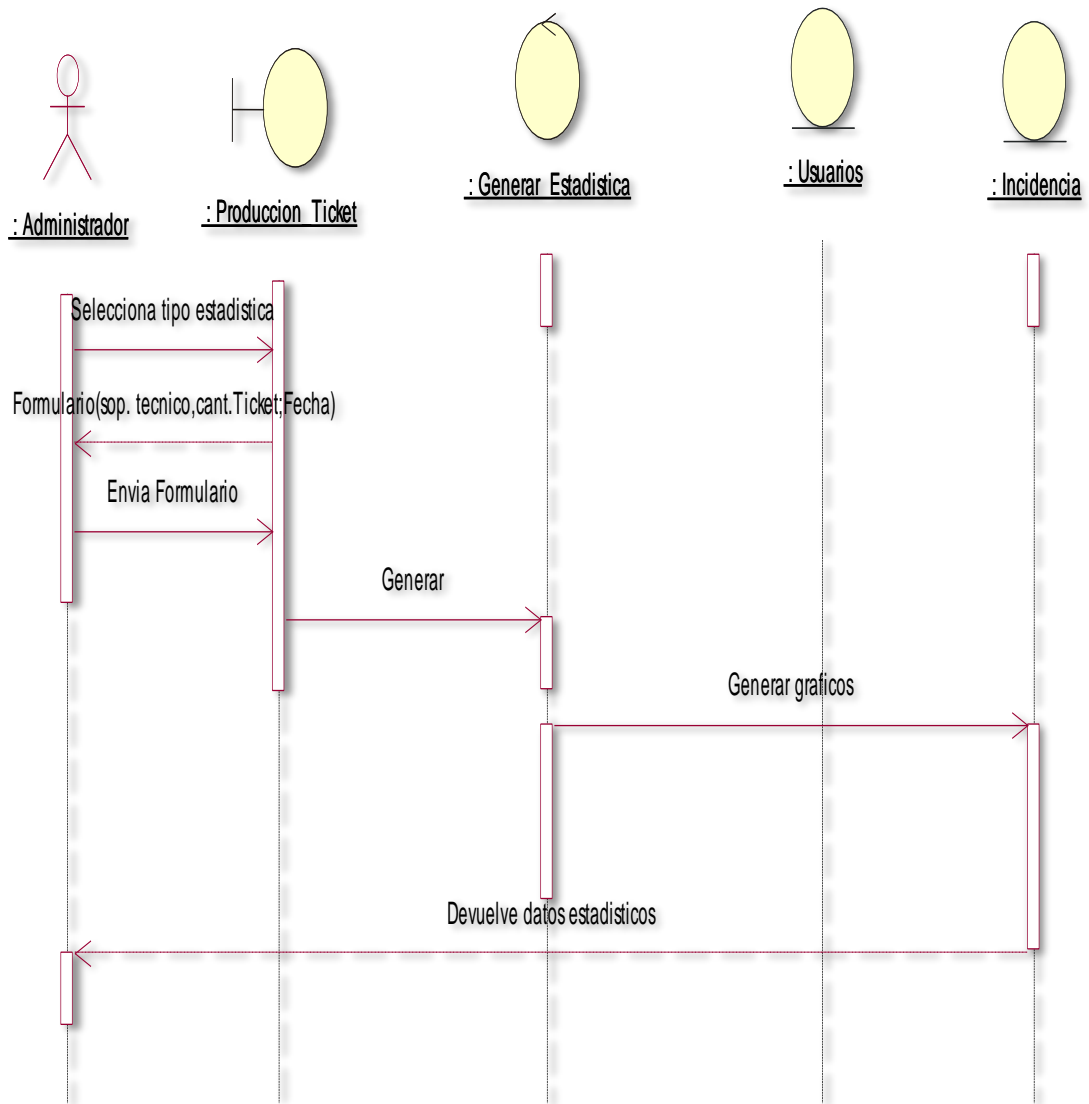 : Administrador
: Produccion_Ticket
: Generar_Estadistica
: Usuarios
: Incidencia
Selecciona tipo estadistica
Formulario(sop. tecnico,cant.Ticket;Fecha)
Envia Formulario
Generar
Generar graficos
Devuelve datos estadisticos